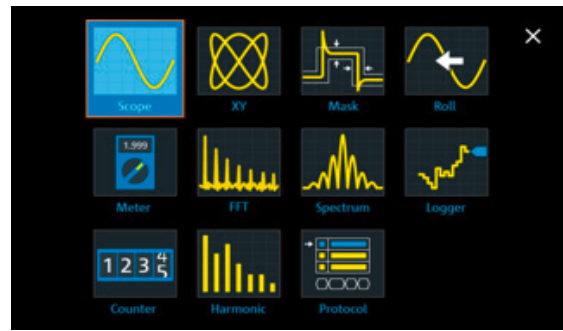 Scope XY Mask Roll
1.999
Meter FFT Spectrum Logger
1 2 3 4 5
Counter Harmonic Protocol